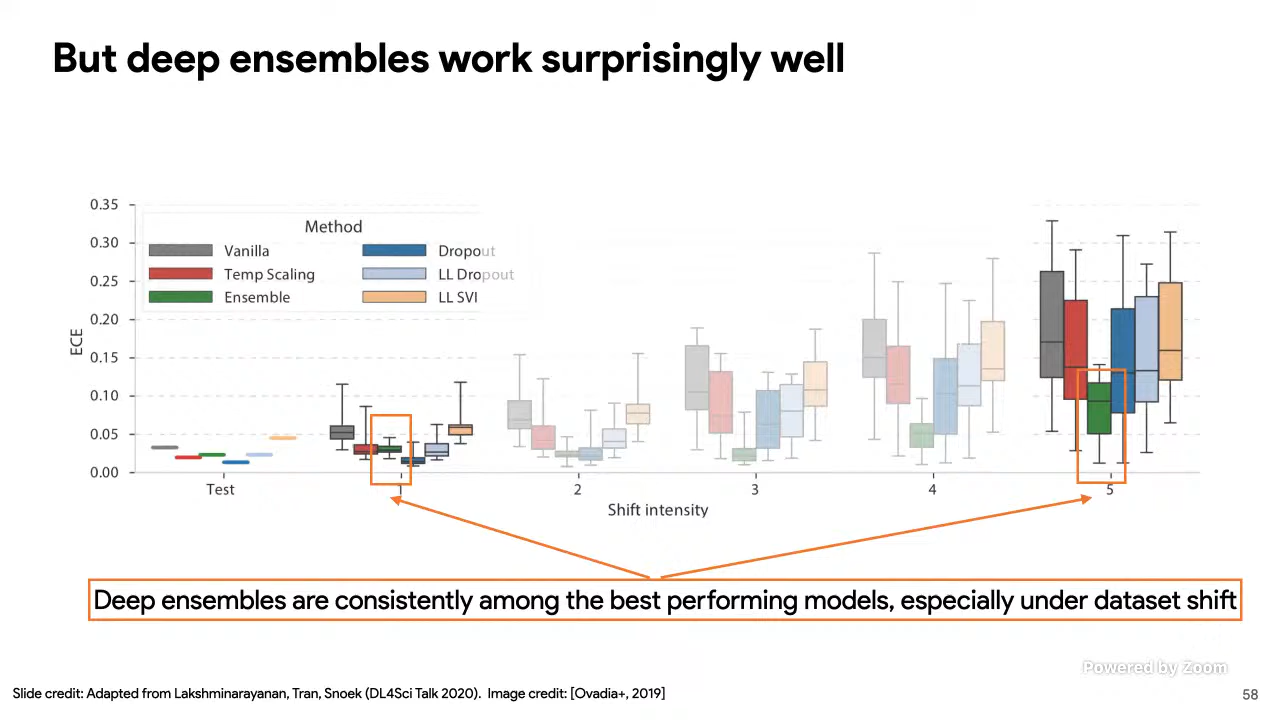 But deep ensembles work surprisingly well
0.35
0.30
0.25
0.20
0.15
0.10
0.05
0.00
ECE
Method
Vanilla
Dropout
Temp Scaling
LL Dropout
Ensemble
LL SVI
Test
1
2
3
4
5
Shift intensity
Deep ensembles are consistently among the best performing models, especially under dataset shift
Powered by Zoom
Slide credit: Adapted from Lakshminarayanan, Tran, Snoek (DL4Sci Talk 2020).  Image credit: [Ovadia+, 2019]
58